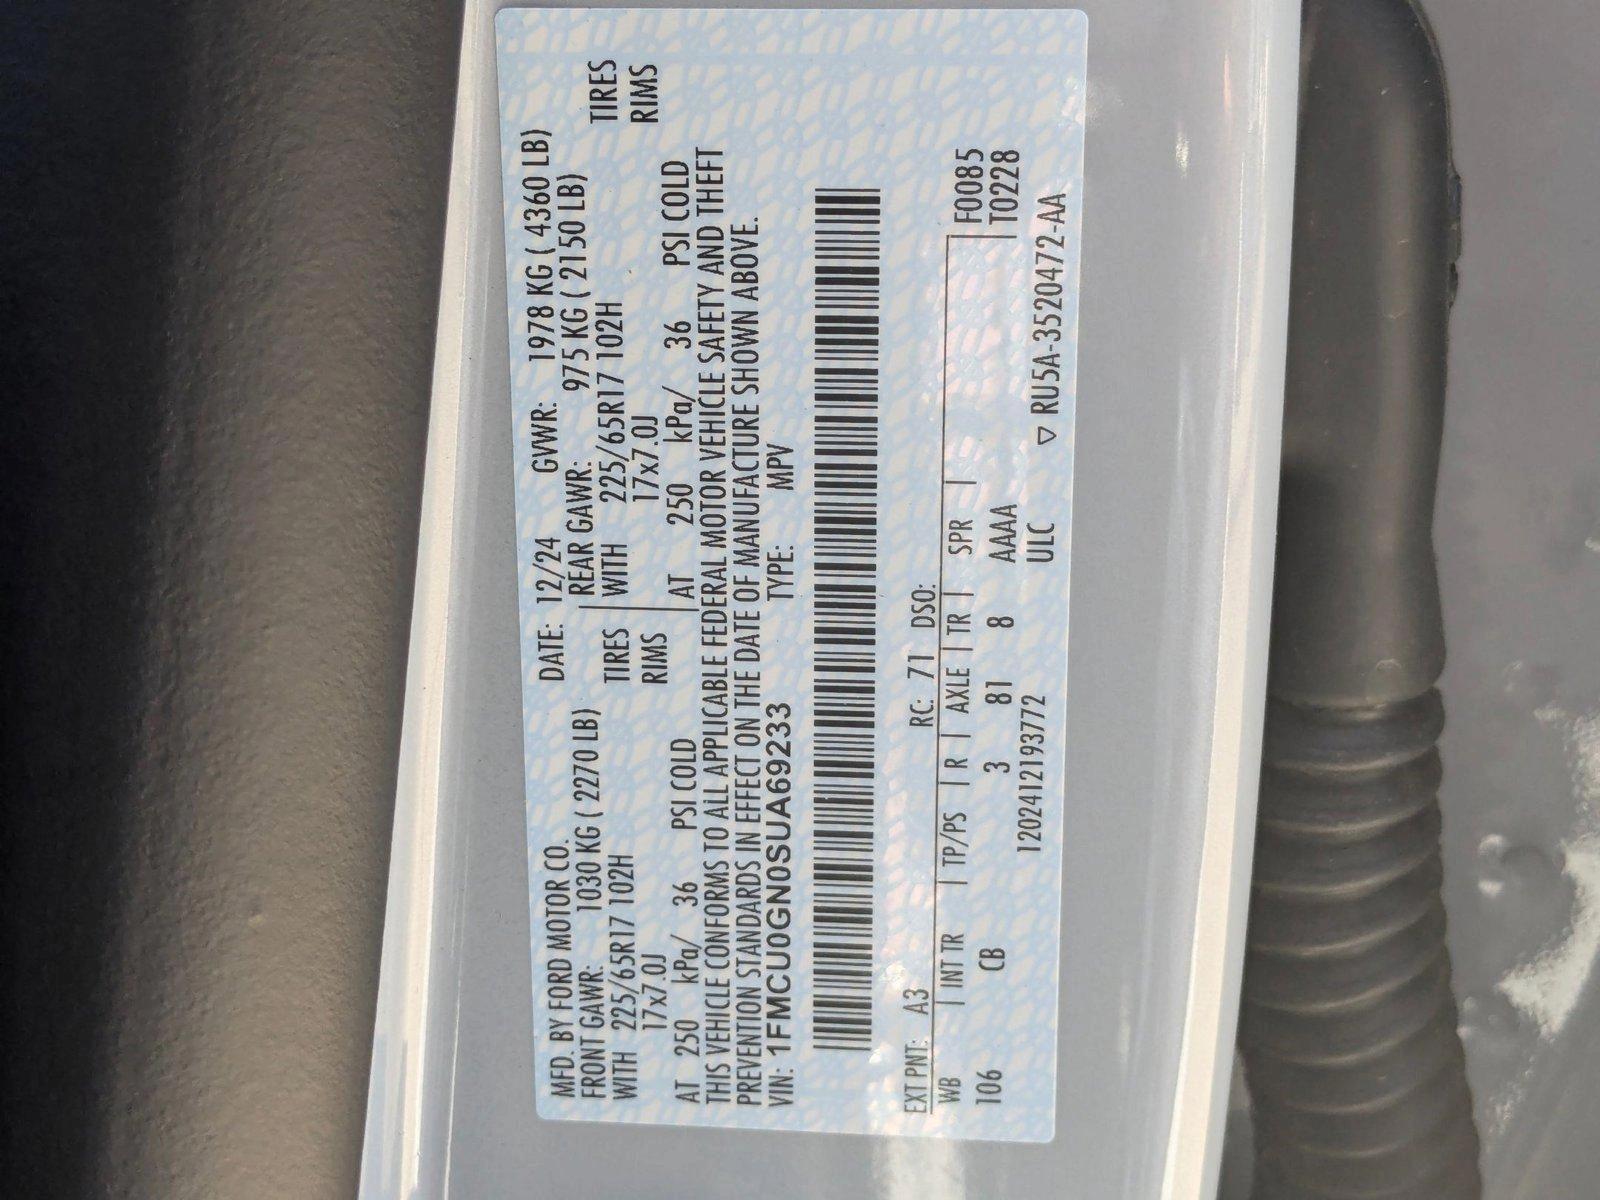 MFD. BY FORD MOTOR CO. DATE: 12/24 GVWR: 1978 KG ( 4360 LB)
FRONT GAWR: 1030 KG ( 2270 LB) REAR GAWR: 975 KG ( 2150 LB)
WITH 225/65R17 102H TIRES WITH 225/65R17 102H TIRES
17x7.0J RIMS 17x7.0J RIMS
AT 250 kPa/ 36 PSI COLD AT 250 kPa/ 36 PSI COLD
THIS VEHICLE CONFORMS TO ALL APPLICABLE FEDERAL MOTOR VEHICLE SAFETY AND THEFT
PREVENTION STANDARDS IN EFFECT ON THE DATE OF MANUFACTURE SHOWN ABOVE.
VIN: 1FMCU0GN0SUA69233 TYPE: MPV
EXT PNT: A3 RC: 71 DSO:
WB | INT TR | TP/PS | R | AXLE | TR | SPR | F0085
106 CB 3 81 8 AAAA T0228
12024121 93772 ULC
▽ RU5A-3520472-AA